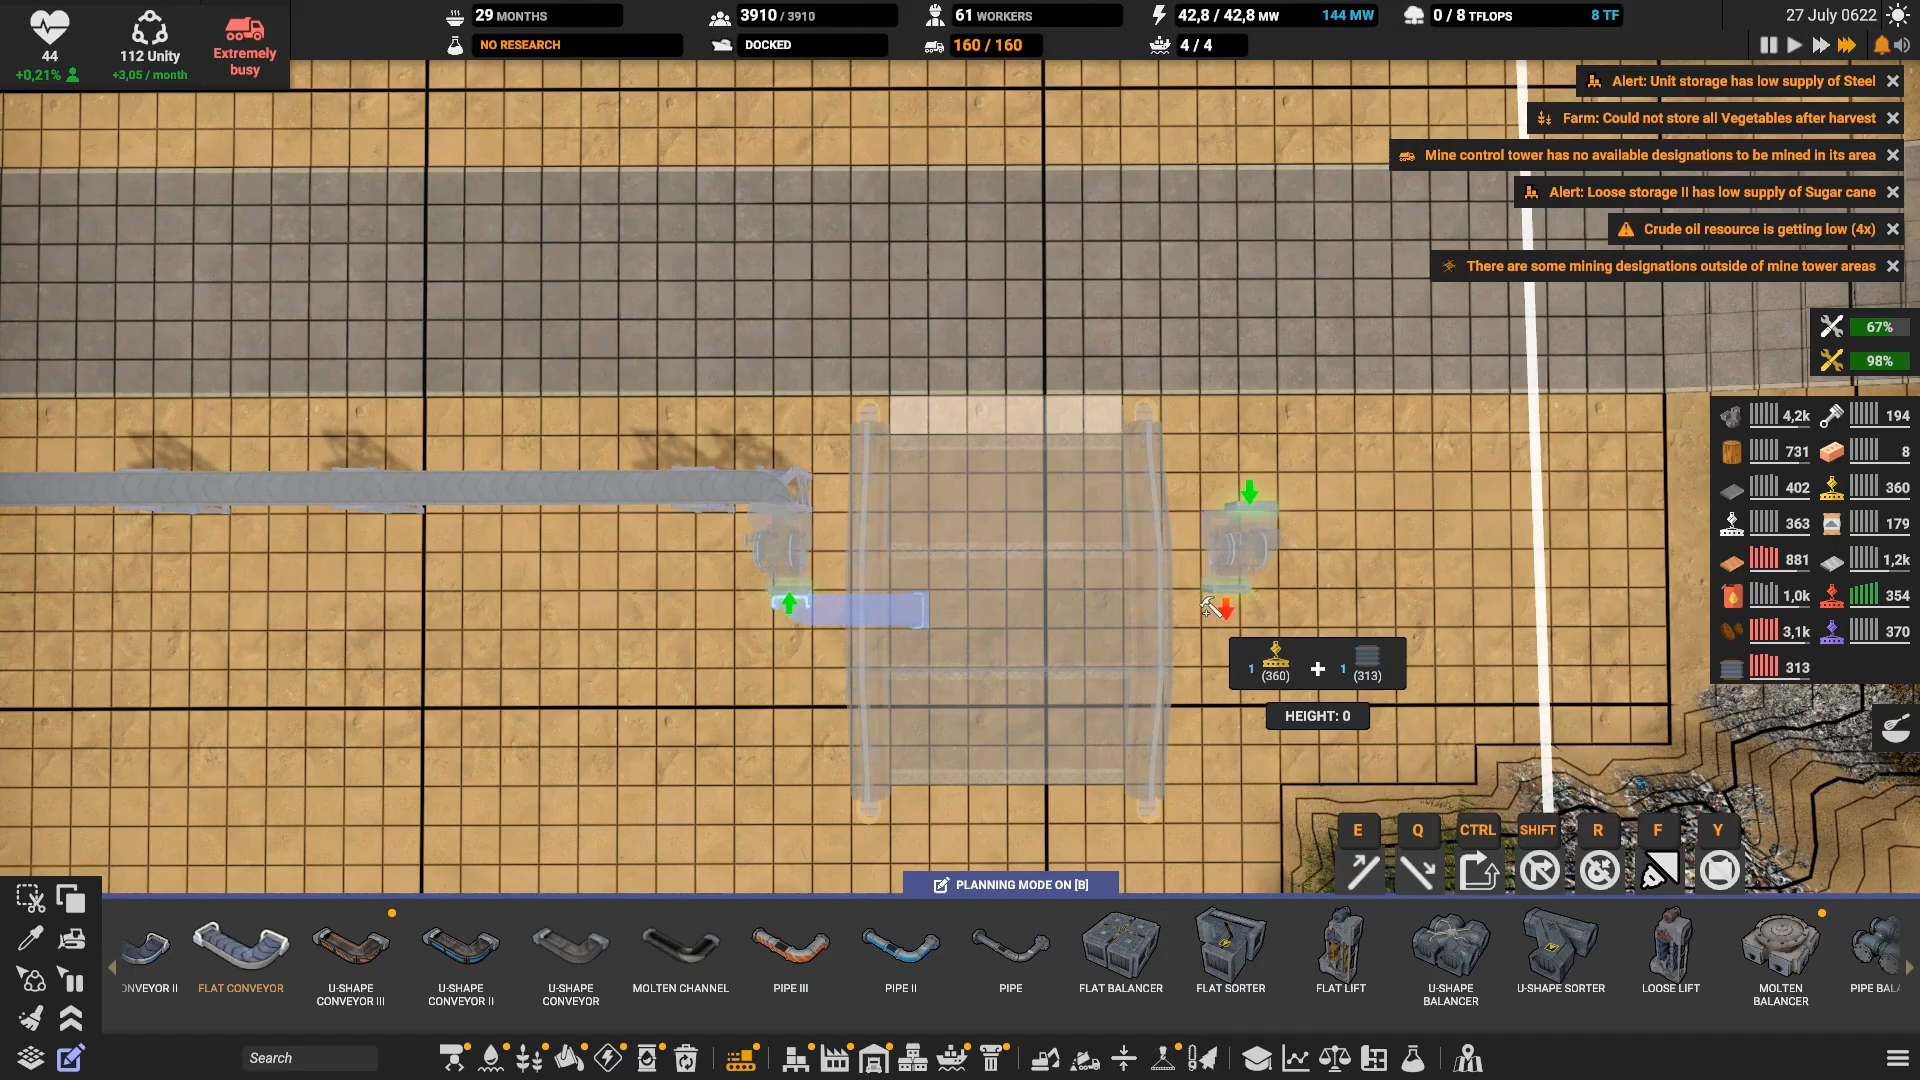 44
+0,21%
112 Unity
+3,05 / month
Extremely busy
29 MONTHS
NO RESEARCH
3910 / 3910
DOCKED
61 WORKERS
160 / 160
42,8 / 42,8 MW
144 MW
4 / 4
0 / 8 TFLOPS
8 TF
27 July 0622
Alert: Unit storage has low supply of Steel
Farm: Could not store all Vegetables after harvest
Mine control tower has no available designations to be mined in its area
Alert: Loose storage II has low supply of Sugar cane
Crude oil resource is getting low (4x)
There are some mining designations outside of mine tower areas
67%
98%
4,2k
194
731
8
402
360
363
179
881
1,2k
1,0k
354
3,1k
370
313
1 (360) + 1 (313)
HEIGHT: 0
E
Q
CTRL
SHIFT
R
F
Y
PLANNING MODE ON [B]
ONVEYOR II
FLAT CONVEYOR
U-SHAPE CONVEYOR III
U-SHAPE CONVEYOR II
U-SHAPE CONVEYOR
MOLTEN CHANNEL
PIPE III
PIPE II
PIPE
FLAT BALANCER
FLAT SORTER
FLAT LIFT
U-SHAPE BALANCER
U-SHAPE SORTER
LOOSE LIFT
MOLTEN BALANCER
PIPE BAL
Search